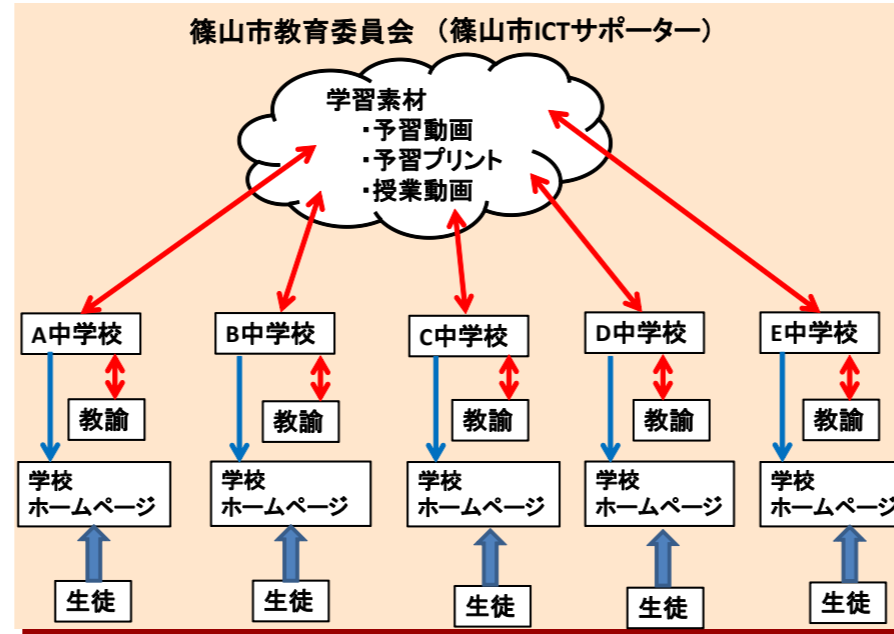 篠山市教育委員会 （篠山市ICTサポーター）
学習素材
・予習動画
・予習プリント
・授業動画
A中学校
B中学校
C中学校
D中学校
E中学校
教諭
教諭
教諭
教諭
教諭
学校
ホームページ
学校
ホームページ
学校
ホームページ
学校
ホームページ
学校
ホームページ
生徒
生徒
生徒
生徒
生徒